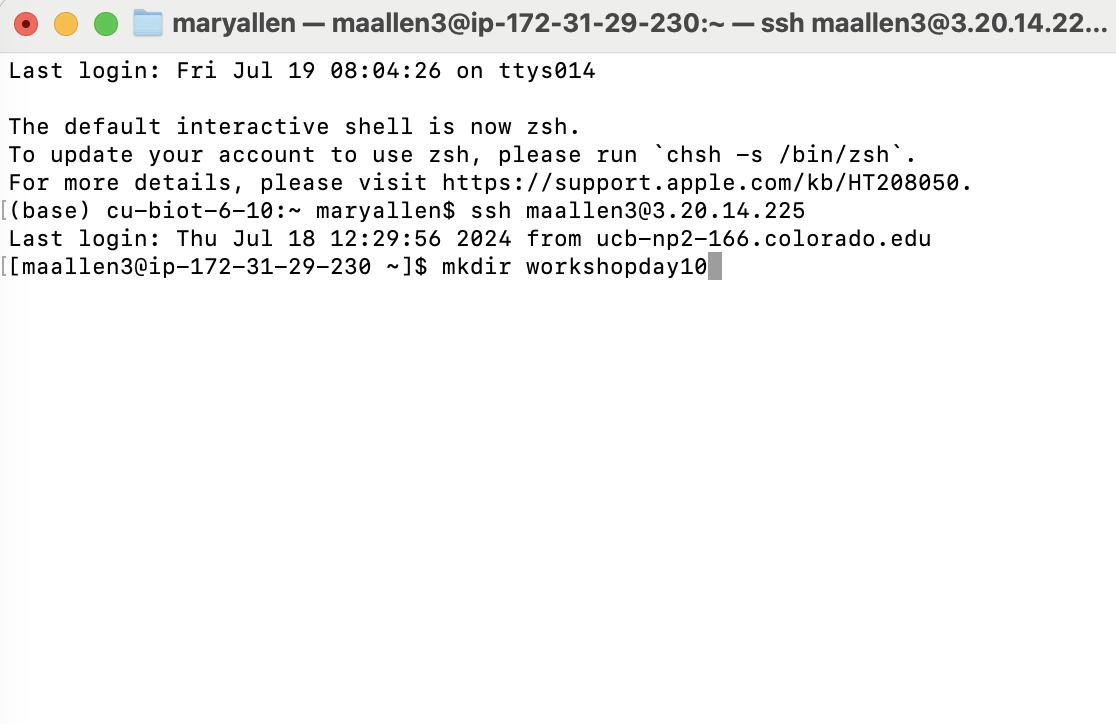 maryallen — maallen3@ip-172-31-29-230:~ — ssh maallen3@3.20.14.22...
Last login: Fri Jul 19 08:04:26 on ttys014
The default interactive shell is now zsh.
To update your account to use zsh, please run `chsh -s /bin/zsh`.
For more details, please visit https://support.apple.com/kb/HT208050.
[(base) cu-biot-6-10:~ maryallen$ ssh maallen3@3.20.14.225
Last login: Thu Jul 18 12:29:56 2024 from ucb-np2-166.colorado.edu
[[maallen3@ip-172-31-29-230 ~]$ mkdir workshopday10